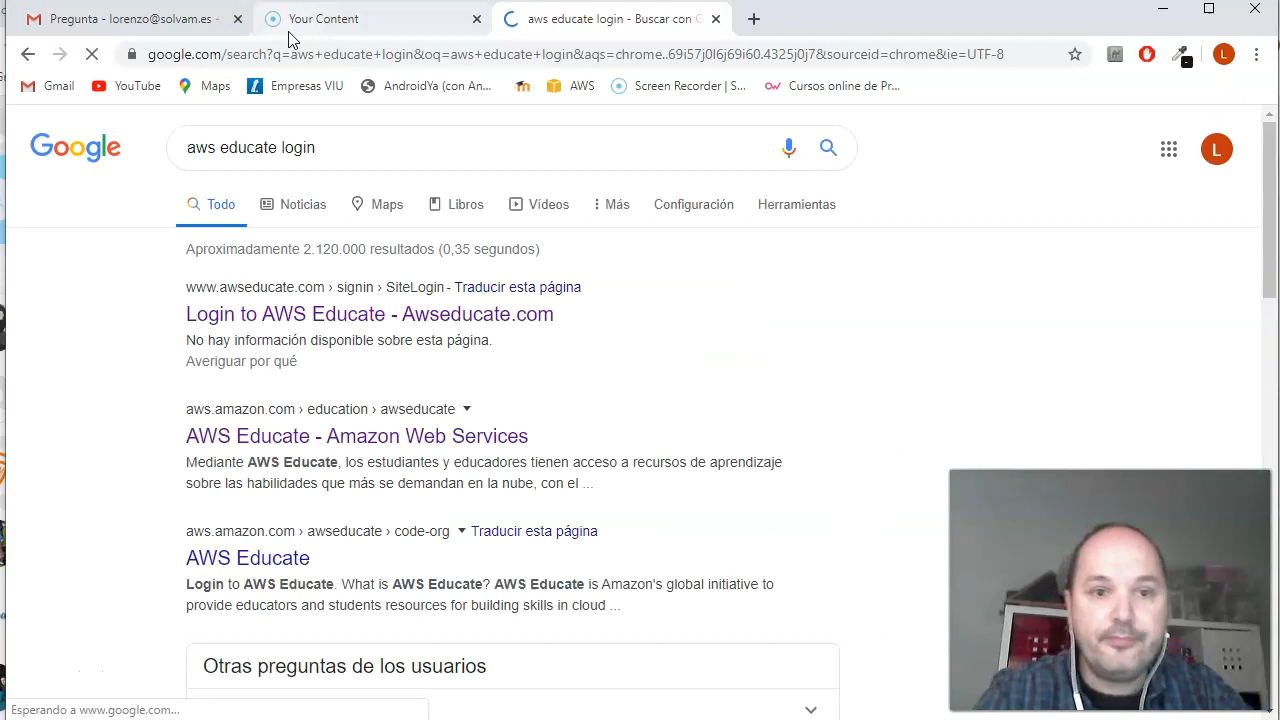 Pregunta - lorenzo@solvam.es -
Your Content
aws educate login - Buscar con G
google.com/search?q=aws+educate+login&oq=aws+educate+login&aqs=chrome..69i57j0l6j69i60.4325j0j7&sourceid=chrome&ie=UTF-8
L
Gmail
YouTube
Maps
Empresas VIU
AndroidYa (con An...
AWS
Screen Recorder | S...
Cursos online de Pr...
Google
aws educate login
L
Todo
Noticias
Maps
Libros
Vídeos
Más
Configuración
Herramientas
Aproximadamente 2.120.000 resultados (0,35 segundos)
www.awseducate.com › signin › SiteLogin - Traducir esta página
Login to AWS Educate - Awseducate.com
No hay información disponible sobre esta página.
Averiguar por qué
aws.amazon.com › education › awseducate
AWS Educate - Amazon Web Services
Mediante AWS Educate, los estudiantes y educadores tienen acceso a recursos de aprendizaje
sobre las habilidades que más se demandan en la nube, con el ...
aws.amazon.com › awseducate › code-org Traducir esta página
AWS Educate
Login to AWS Educate. What is AWS Educate? AWS Educate is Amazon's global initiative to
provide educators and students resources for building skills in cloud ...
Otras preguntas de los usuarios
Esperando a www.google.com...